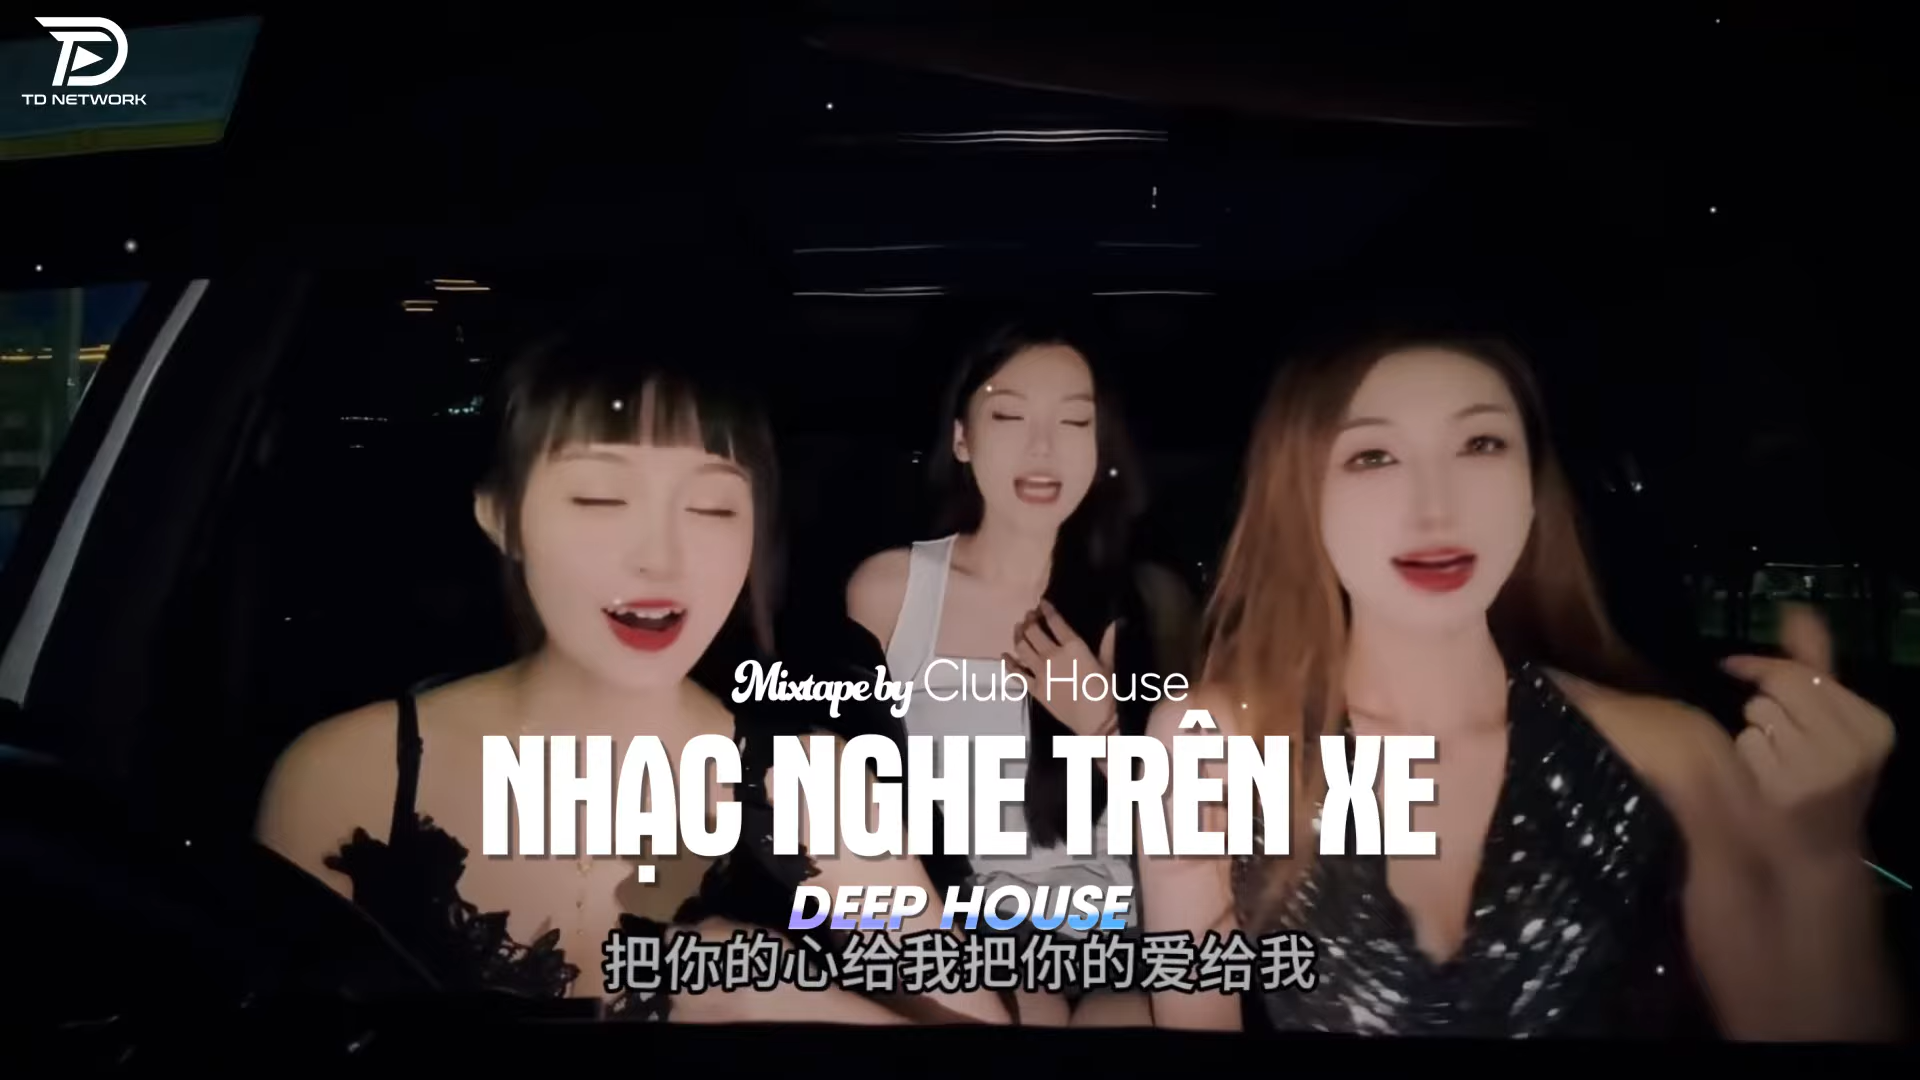 TD NETWORK
Mixtape by Club House
NHẠC NGHE TRÊN XE
DEEP HOUSE
把你的心给我把你的爱给我